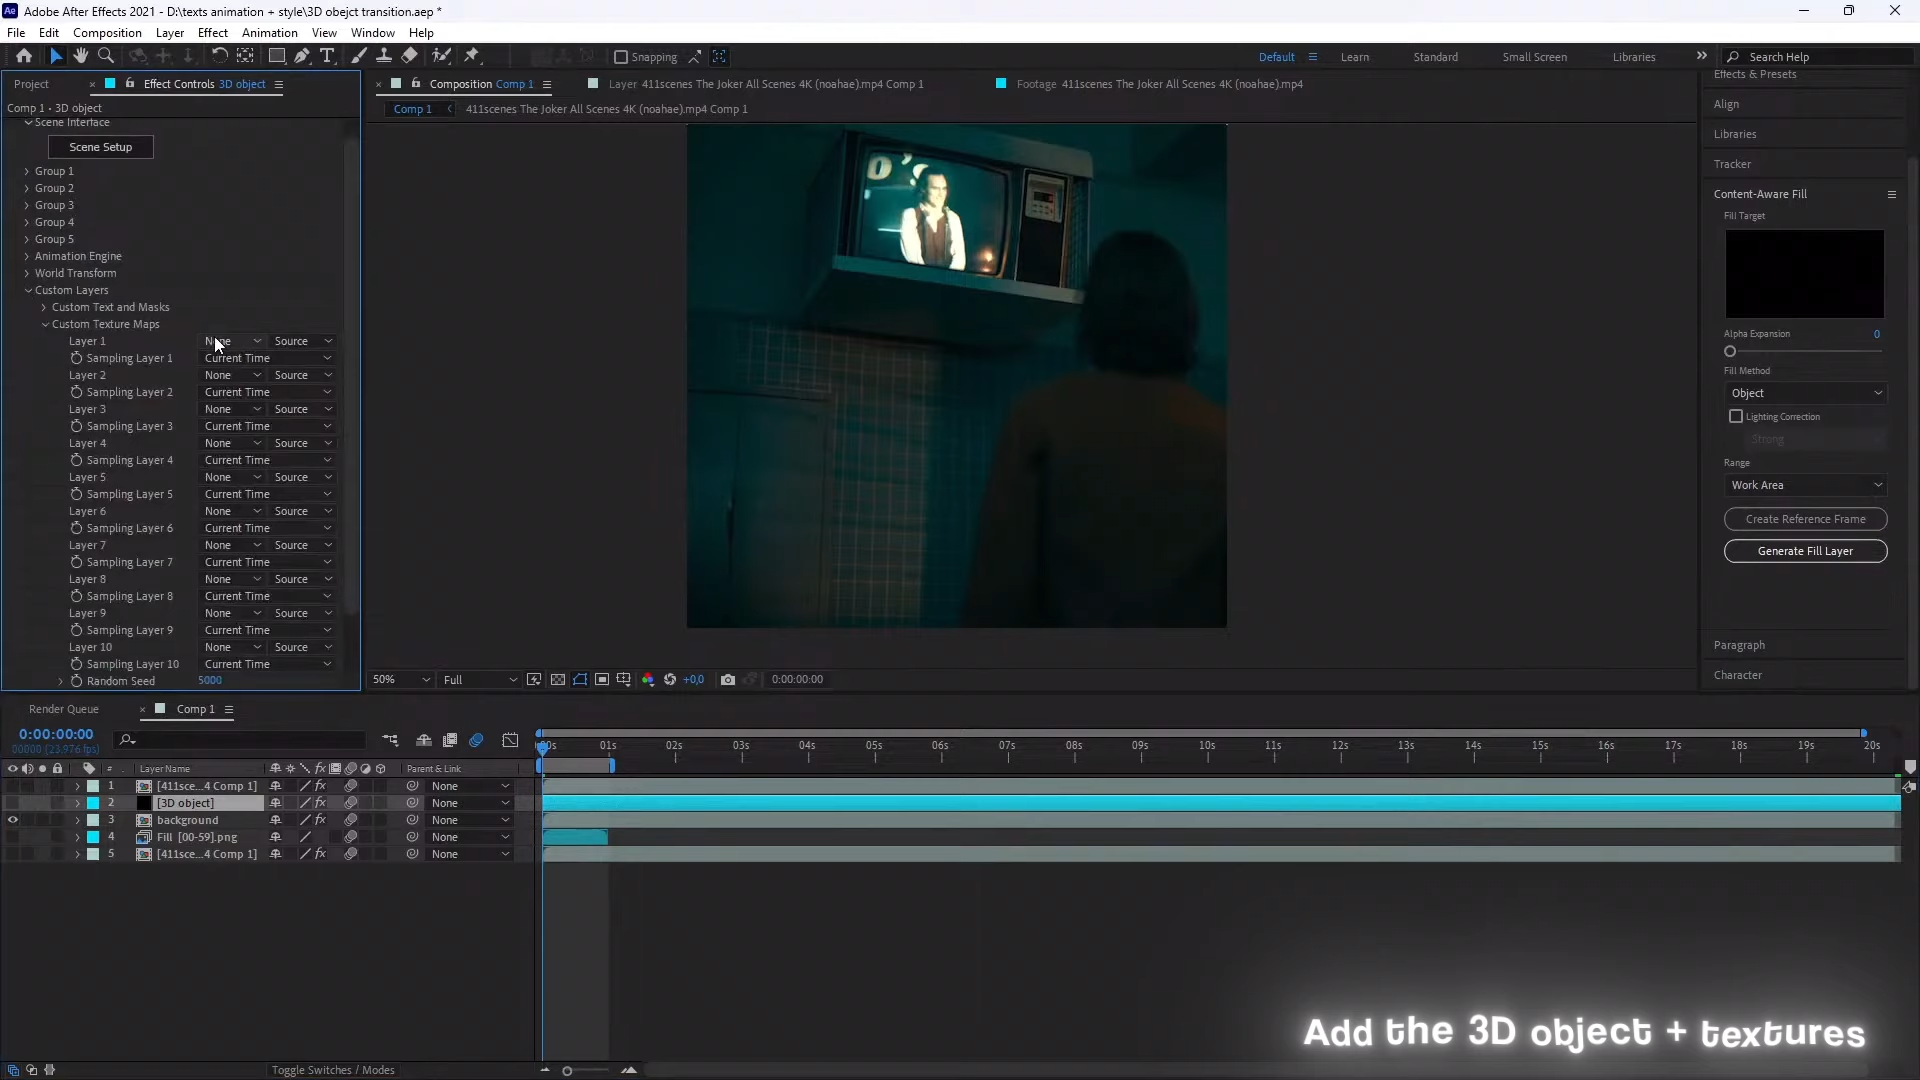 Adobe After Effects 2021 - D:\texts animation + style\3D obejct transition.aep *
File Edit Composition Layer Effect Animation View Window Help
Snapping
Default Learn Standard Small Screen Libraries Search Help
Project Effect Controls 3D object
Composition Comp 1 Layer 411scenes The Joker All Scenes 4K (noahae).mp4 Comp 1 Footage 411scenes The Joker All Scenes 4K (noahae).mp4
Comp 1 • 3D object
Comp 1 411scenes The Joker All Scenes 4K (noahae).mp4 Comp 1
Scene Interface
Scene Setup
Group 1
Group 2
Group 3
Group 4
Group 5
Animation Engine
World Transform
Custom Layers
Custom Text and Masks
Custom Texture Maps
Layer 1 None Source
Sampling Layer 1 Current Time
Layer 2 None Source
Sampling Layer 2 Current Time
Layer 3 None Source
Sampling Layer 3 Current Time
Layer 4 None Source
Sampling Layer 4 Current Time
Layer 5 None Source
Sampling Layer 5 Current Time
Layer 6 None Source
Sampling Layer 6 Current Time
Layer 7 None Source
Sampling Layer 7 Current Time
Layer 8 None Source
Sampling Layer 8 Current Time
Layer 9 None Source
Sampling Layer 9 Current Time
Layer 10 None Source
Sampling Layer 10 Current Time
Random Seed 5000
50% Full +0,0 0:00:00:00
Effects & Presets
Align
Libraries
Tracker
Content-Aware Fill
Fill Target
Alpha Expansion 0
Fill Method
Object
Lighting Correction
Strong
Range
Work Area
Create Reference Frame
Generate Fill Layer
Paragraph
Character
Render Queue Comp 1
0:00:00:00
00000 (23.976 fps)
01s 02s 03s 04s 05s 06s 07s 08s 09s 10s 11s 12s 13s 14s 15s 16s 17s 18s 19s 20s
# Layer Name Parent & Link
1 [411sce...4 Comp 1] None
2 [3D object] None
3 background None
4 Fill [00-59].png None
5 [411sce...4 Comp 1] None
Add the 3D object + textures
Toggle Switches / Modes